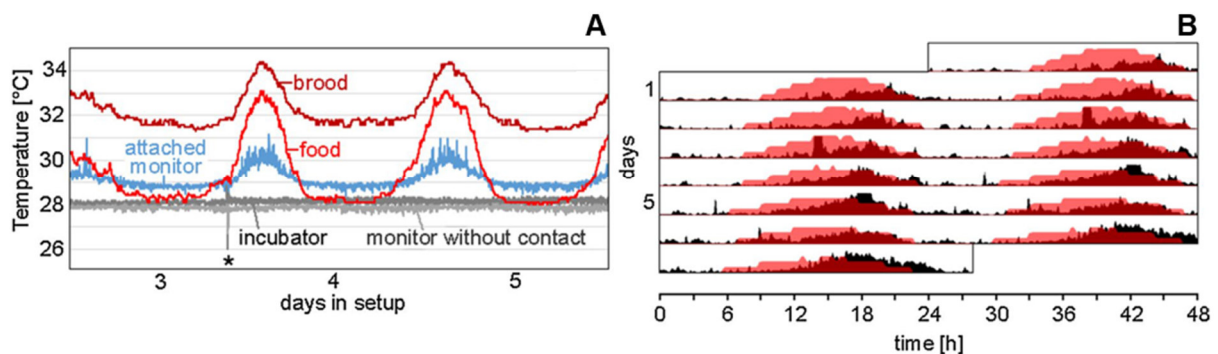 A
Temperature [°C]
34
32
30
28
26
brood
food
attached
monitor
incubator
monitor without contact
*
3
4
5
days in setup
B
days
1
5
0
6
12
18
24
30
36
42
48
time [h]